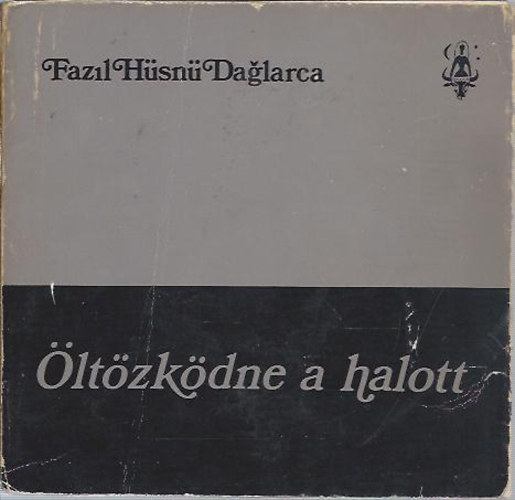 Fazıl Hüsnü Dağlarca
Öltözködne a halott